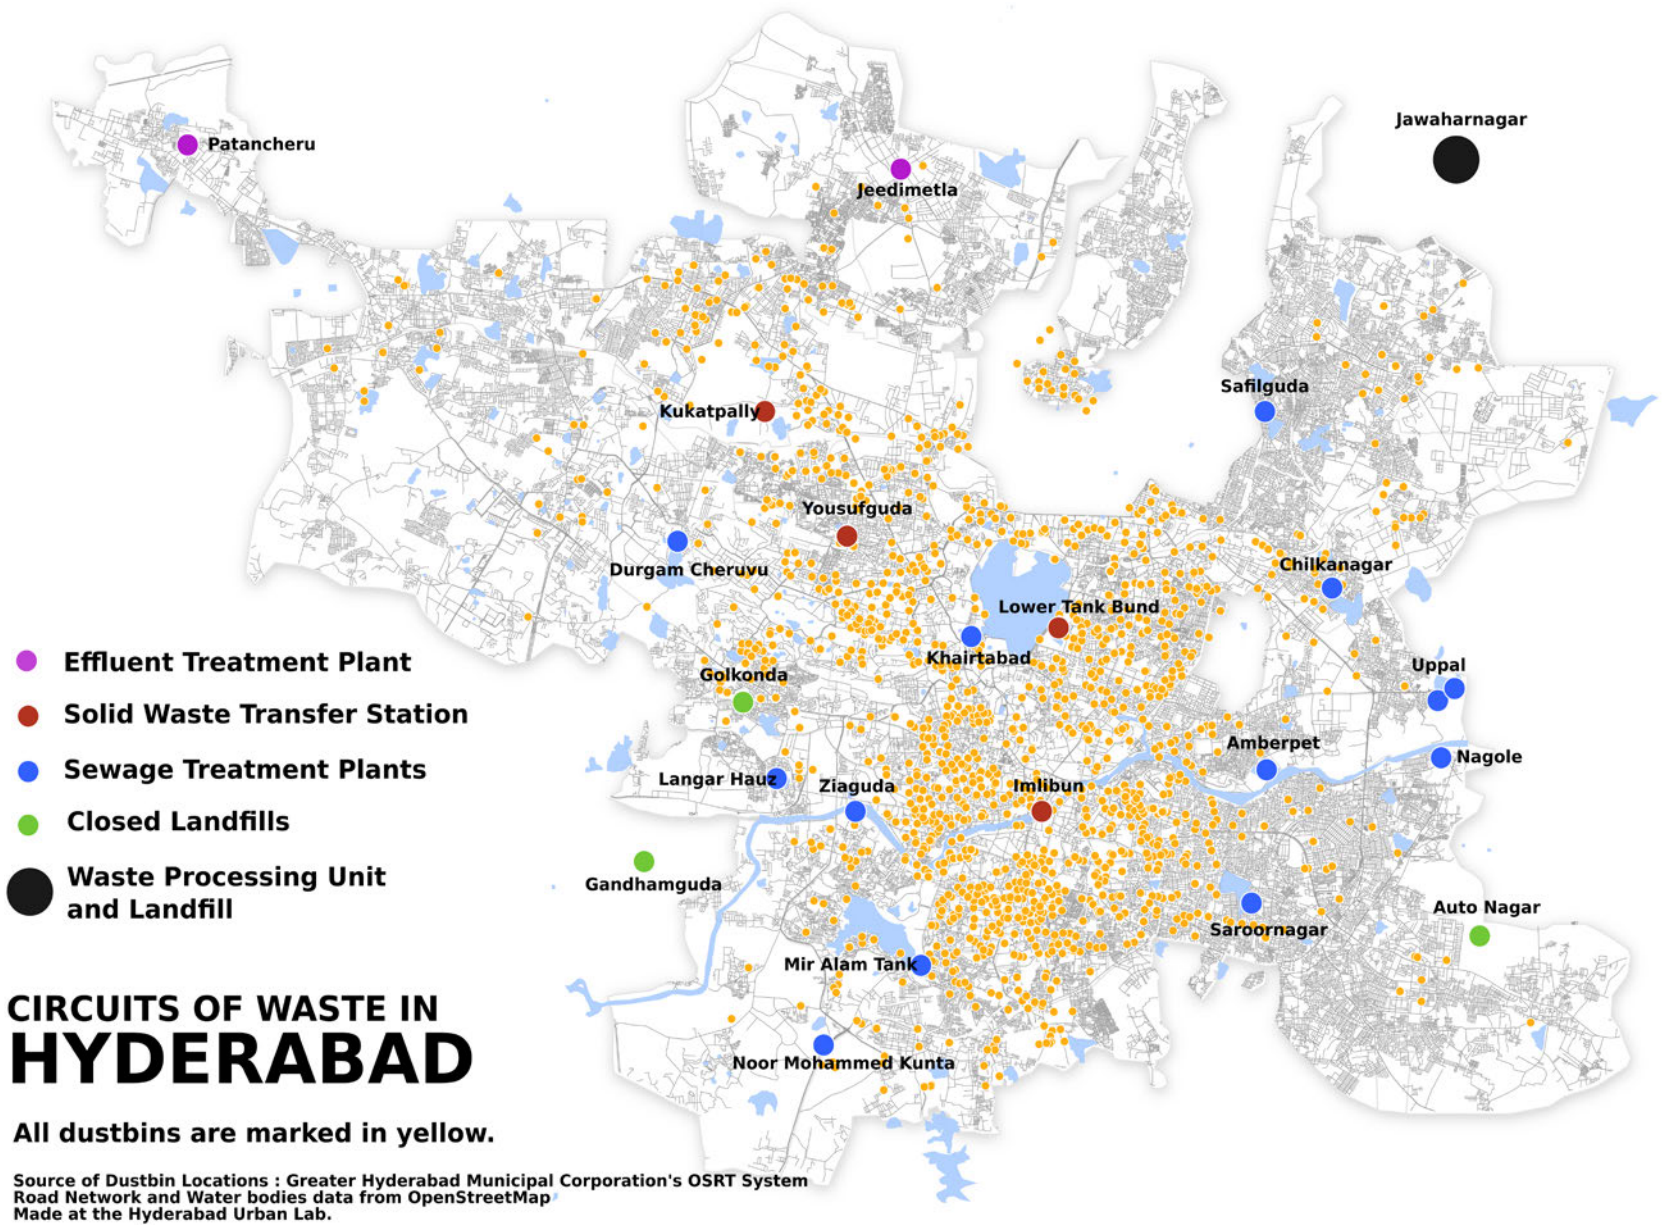 Jawaharnagar
Patancheru
Jeedimetla
Safilguda
Kukatpally
Yousufguda
Chilkanagar
Durgam Cheruvu
Lower Tank Bund
Khairtabad
Uppal
Golkonda
Amberpet
Nagole
Langar Hauz
Ziaguda
Imlibun
Gandhamguda
Auto Nagar
Saroornagar
Mir Alam Tank
Noor Mohammed Kunta
Effluent Treatment Plant
Solid Waste Transfer Station
Sewage Treatment Plants
Closed Landfills
Waste Processing Unit
and Landfill
CIRCUITS OF WASTE IN
HYDERABAD
All dustbins are marked in yellow.
Source of Dustbin Locations : Greater Hyderabad Municipal Corporation's OSRT System
Road Network and Water bodies data from OpenStreetMap
Made at the Hyderabad Urban Lab.